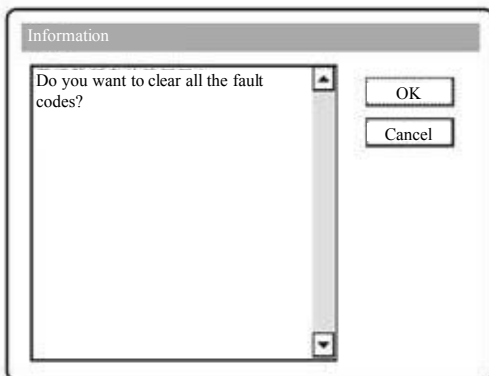 Information
Do you want to clear all the fault
codes?
OK
Cancel